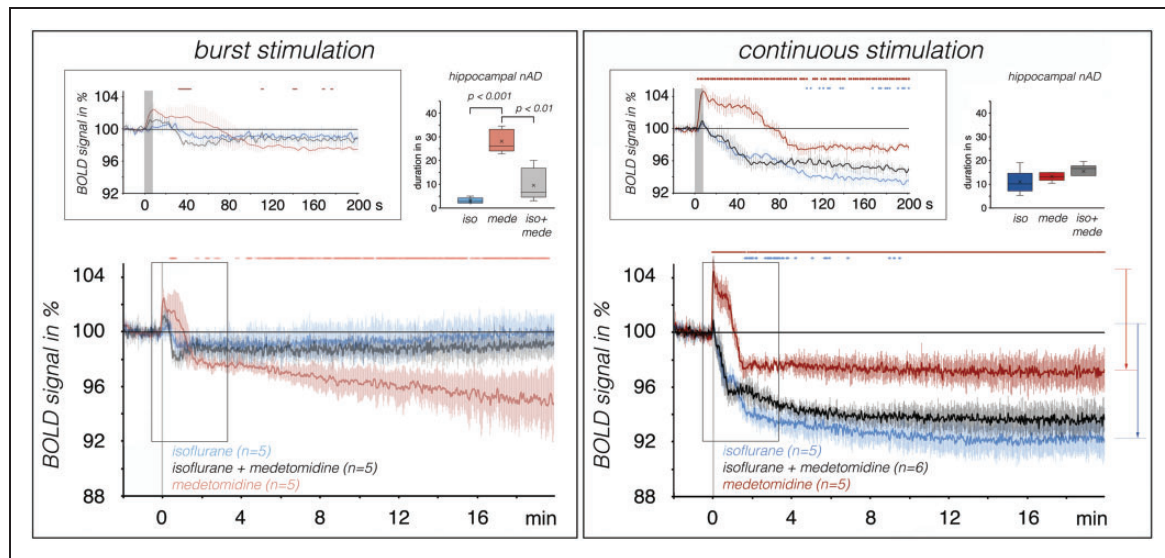 burst stimulation
BOLD signal in %
104
100
96
92
0
40
80
120
160
200 s
hippocampal nAD
p < 0.001
p < 0.01
duration in s
40
30
20
10
0
iso
mede
iso+
mede
BOLD signal in %
104
100
96
92
88
0
4
8
12
16
min
isoflurane (n=5)
isoflurane + medetomidine (n=5)
medetomidine (n=5)
continuous stimulation
BOLD signal in %
104
100
96
92
0
40
80
120
160
200 s
hippocampal nAD
duration in s
40
30
20
10
0
iso
mede
iso+
mede
BOLD signal in %
104
100
96
92
88
0
4
8
12
16
min
isoflurane (n=5)
isoflurane + medetomidine (n=6)
medetomidine (n=5)